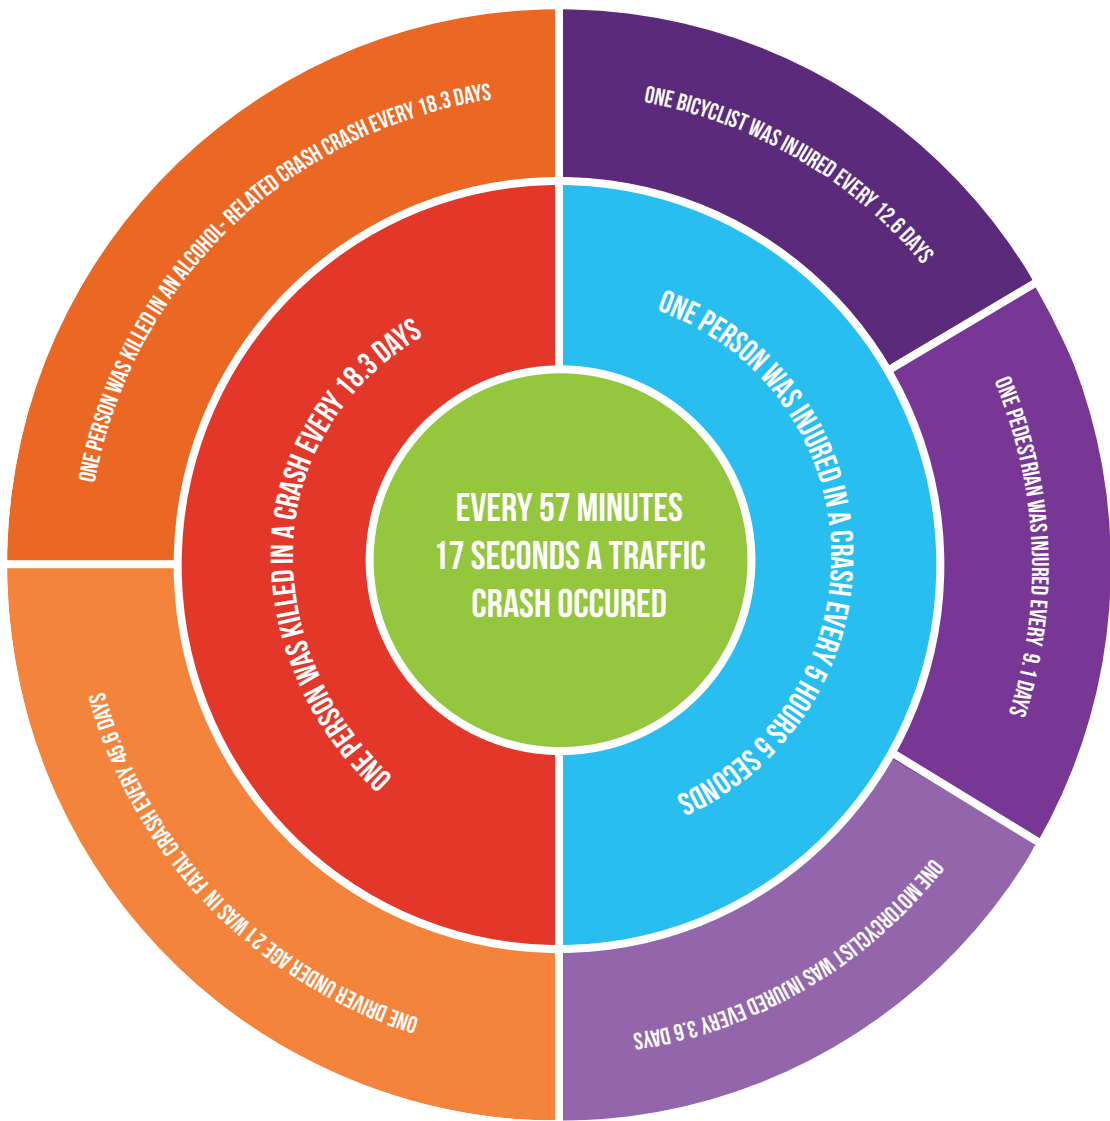 EVERY 57 MINUTES
17 SECONDS A TRAFFIC
CRASH OCCURED
ONE PERSON WAS KILLED IN A CRASH EVERY 18.3 DAYS
ONE PERSON WAS INJURED IN A CRASH EVERY 5 HOURS 5 SECONDS
ONE PERSON WAS KILLED IN AN ALCOHOL- RELATED CRASH CRASH EVERY 18.3 DAYS
ONE BICYCLIST WAS INJURED EVERY 12.6 DAYS
ONE PEDESTRIAN WAS INJURED EVERY 9.1 DAYS
ONE MOTORCYCLIST WAS INJURED EVERY 3.6 DAYS
ONE DRIVER UNDER AGE 21 WAS IN FATAL CRASH EVERY 45.6 DAYS